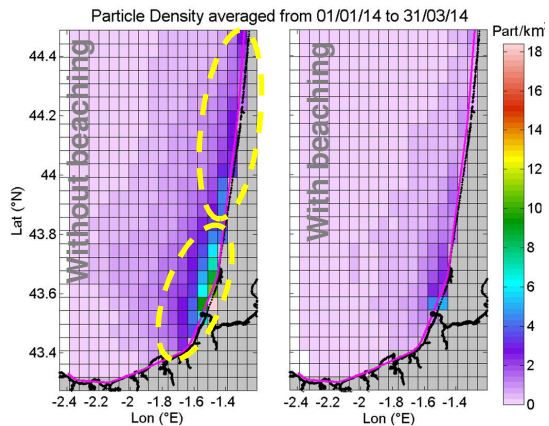 Particle Density averaged from 01/01/14 to 31/03/14
Part/km²
Without beaching
With beaching
Lat (°N)
44.4
44.2
44
43.8
43.6
43.4
-2.4 -2.2 -2 -1.8 -1.6 -1.4
Lon (°E)
-2.4 -2.2 -2 -1.8 -1.6 -1.4
Lon (°E)
18
16
14
12
10
8
6
4
2
0